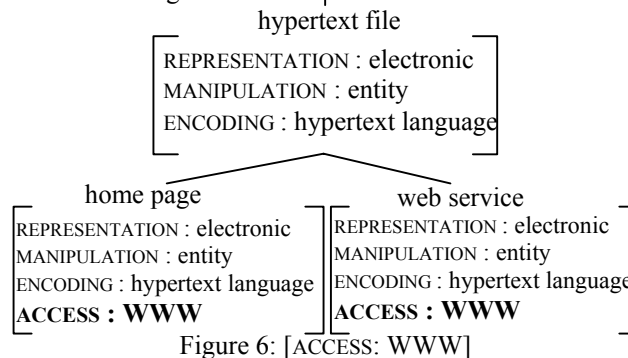 hypertext file
REPRESENTATION : electronic
MANIPULATION : entity
ENCODING : hypertext language
home page
REPRESENTATION : electronic
MANIPULATION : entity
ENCODING : hypertext language
ACCESS : WWW
web service
REPRESENTATION : electronic
MANIPULATION : entity
ENCODING : hypertext language
ACCESS : WWW
Figure 6: [ACCESS: WWW]